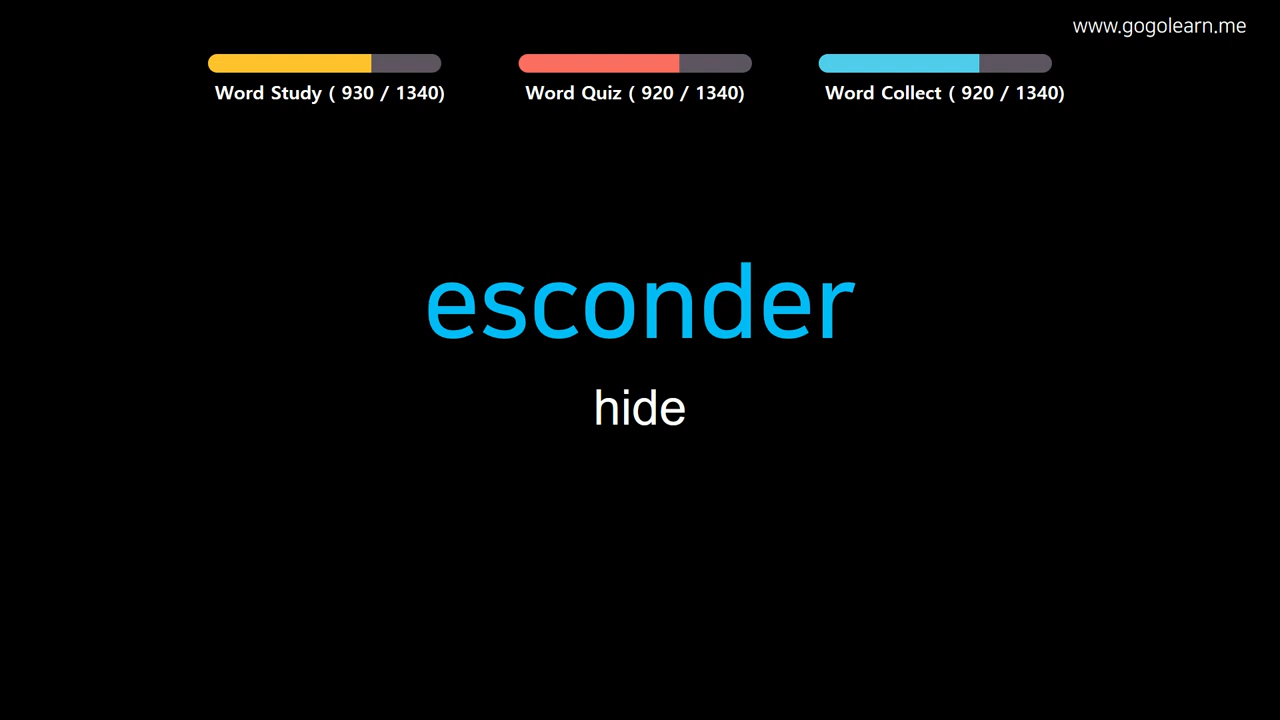 www.gogolearn.me
Word Study ( 930 / 1340)
Word Quiz ( 920 / 1340)
Word Collect ( 920 / 1340)
esconder
hide